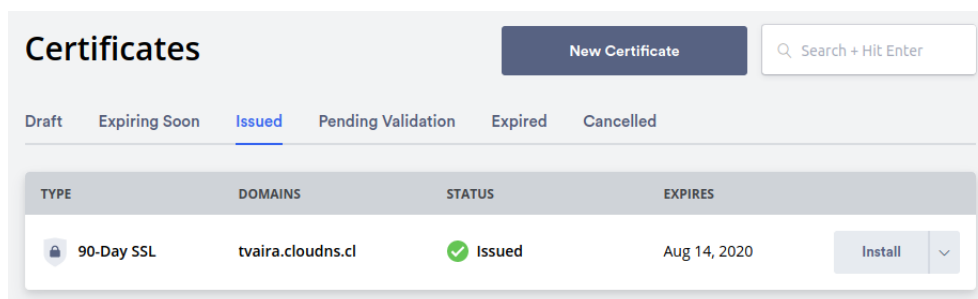 Certificates
New Certificate
Search + Hit Enter
Draft Expiring Soon Issued Pending Validation Expired Cancelled
TYPE DOMAINS STATUS EXPIRES
90-Day SSL tvaira.cloudns.cl Issued Aug 14, 2020 Install